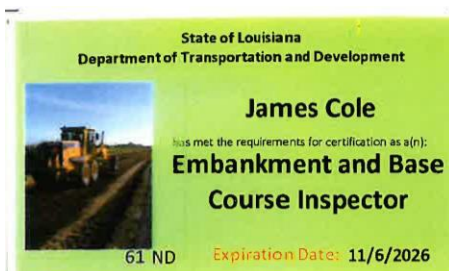 State of Louisiana
Department of Transportation and Development
James Cole
has met the requirements for certification as a(n):
Embankment and Base
Course Inspector
61 ND
Expiration Date: 11/6/2026